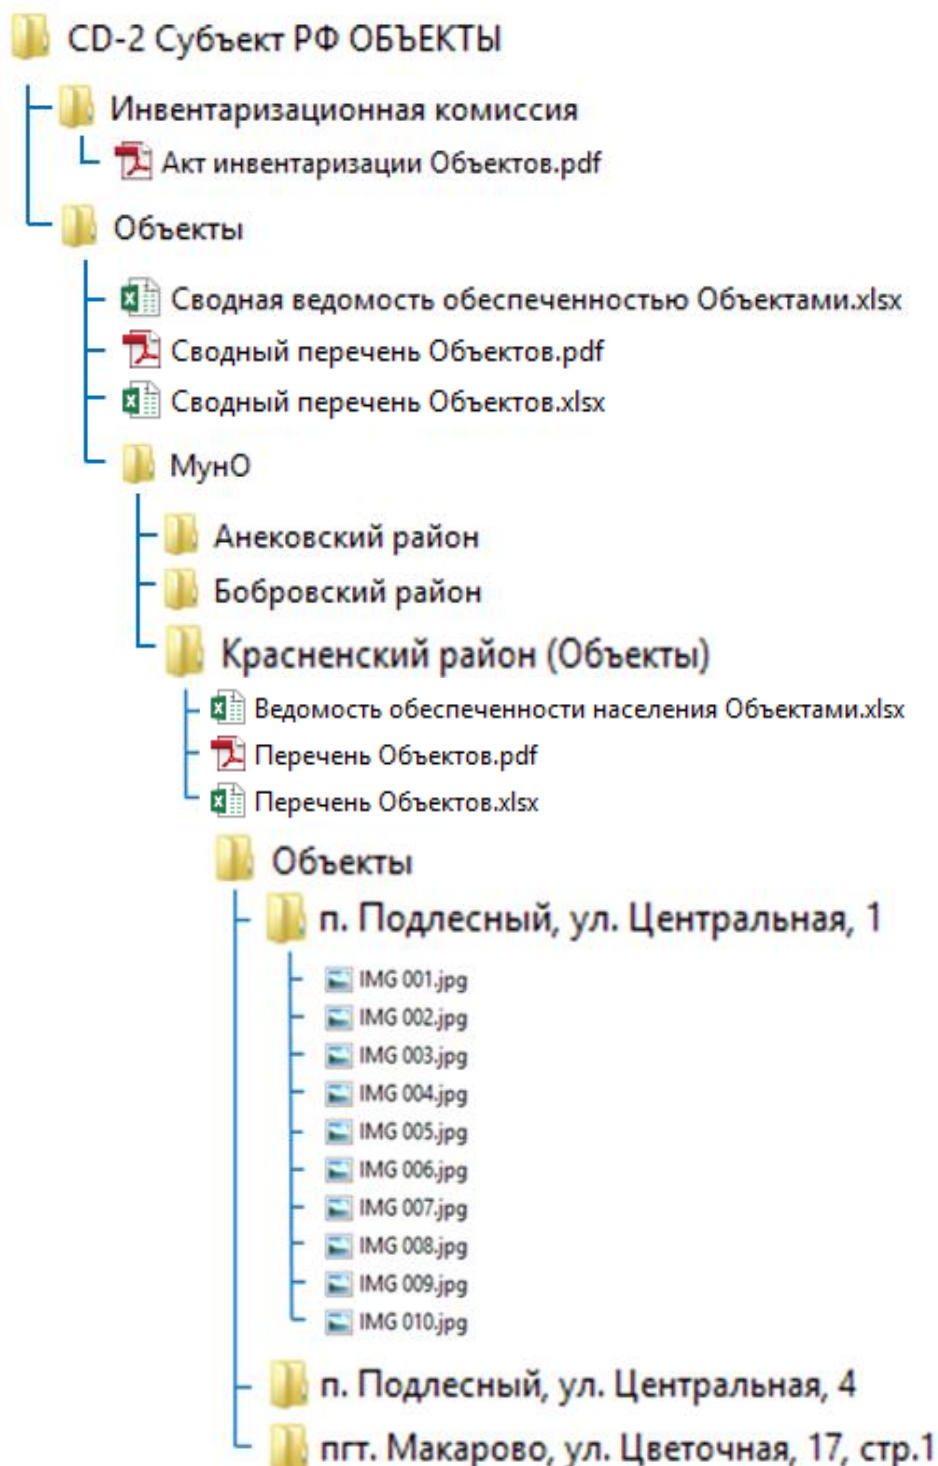 CD-2 Субъект РФ ОБЪЕКТЫ
Инвентаризационная комиссия
Акт инвентаризации Объектов.pdf
Объекты
Сводная ведомость обеспеченностью Объектами.xlsx
Сводный перечень Объектов.pdf
Сводный перечень Объектов.xlsx
МунО
Анековский район
Бобровский район
Красненский район (Объекты)
Ведомость обеспеченности населения Объектами.xlsx
Перечень Объектов.pdf
Перечень Объектов.xlsx
Объекты
п. Подлесный, ул. Центральная, 1
IMG 001.jpg
IMG 002.jpg
IMG 003.jpg
IMG 004.jpg
IMG 005.jpg
IMG 006.jpg
IMG 007.jpg
IMG 008.jpg
IMG 009.jpg
IMG 010.jpg
п. Подлесный, ул. Центральная, 4
пгт. Макарово, ул. Цветочная, 17, стр.1